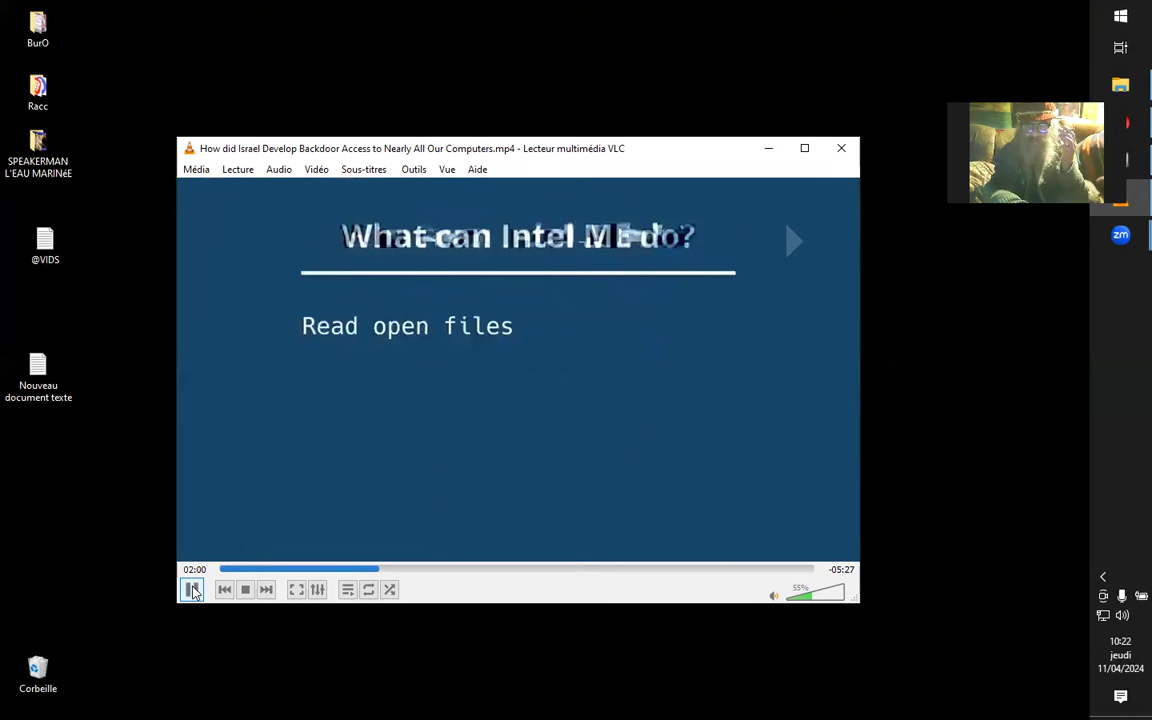 BurO
Racc
SPEAKERMAN
L'EAU MARINéE
@VIDS
Nouveau
document texte
Corbeille
How did Israel Develop Backdoor Access to Nearly All Our Computers.mp4 - Lecteur multimédia VLC
Média Lecture Audio Vidéo Sous-titres Outils Vue Aide
What can Intel ME do?
Read open files
02:00
-05:27
55%
zm
10:22
jeudi
11/04/2024